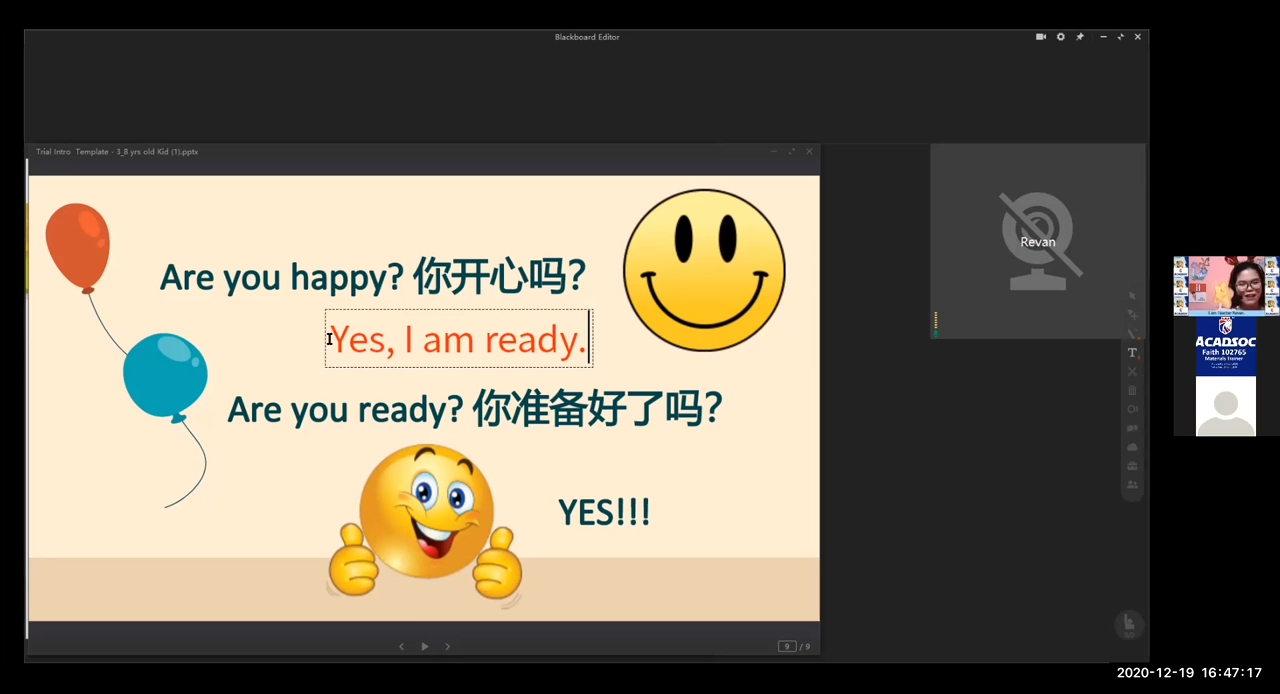 Blackboard Editor
Trial Intro Template - 3_8 yrs old Kid (1).pptx
Are you happy? 你开心吗?
Yes, I am ready.
Are you ready? 你准备好了吗?
YES!!!
Revan
ACADSOC
Faith 102765
Materials Trainer
9 / 9
0/0
2020-12-19 16:47:17